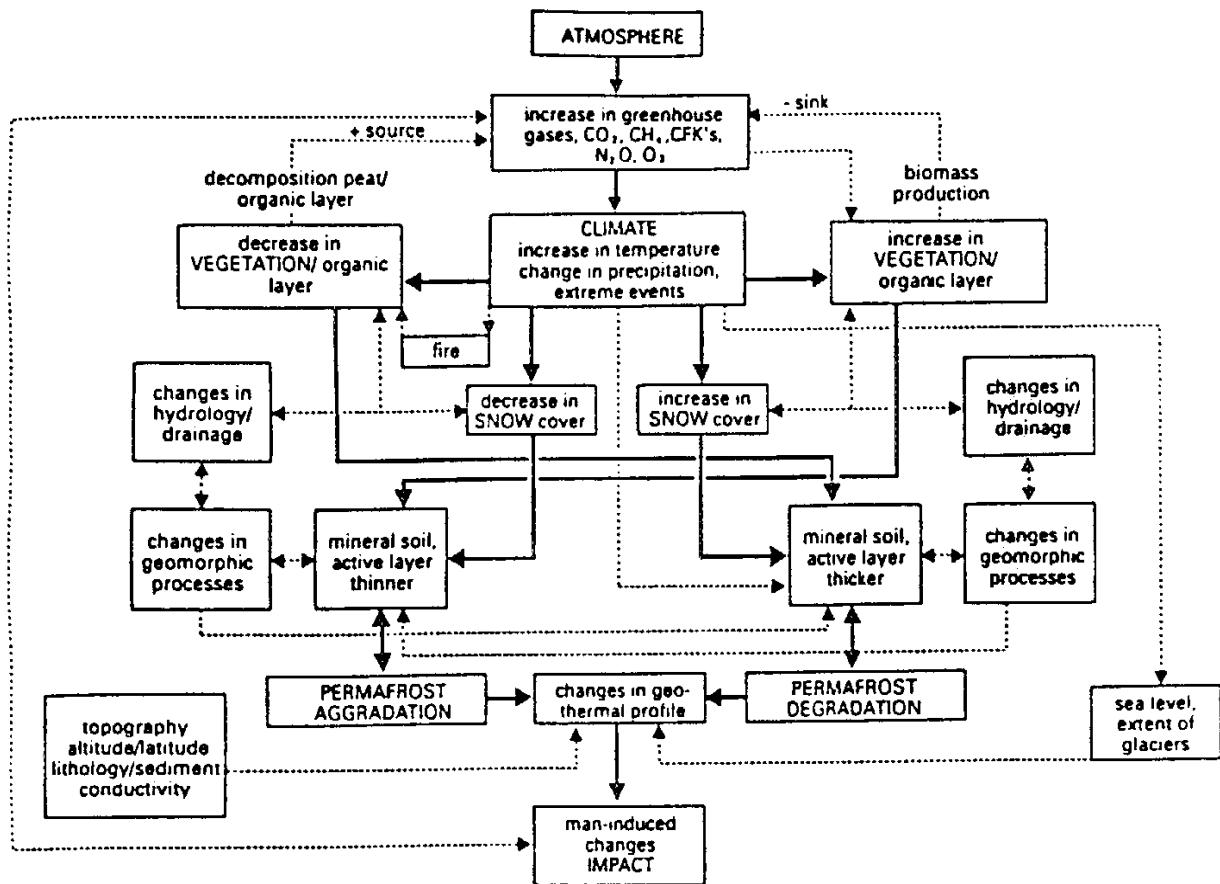 ATMOSPHERE
increase in greenhouse
gases, CO₂, CH₄, CFK's,
N₂O, O₃
- sink
+ source
decomposition peat/
organic layer
biomass
production
decrease in
VEGETATION/ organic
layer
CLIMATE
increase in temperature
change in precipitation,
extreme events
increase in
VEGETATION/
organic layer
fire
changes in
hydrology/
drainage
decrease in
SNOW cover
increase in
SNOW cover
changes in
hydrology/
drainage
changes in
geomorphic
processes
mineral soil,
active layer
thinner
mineral soil,
active layer
thicker
changes in
geomorphic
processes
PERMAFROST
AGGRADATION
changes in geo-
thermal profile
PERMAFROST
DEGRADATION
topography
altitude/latitude
lithology/sediment
conductivity
sea level,
extent of
glaciers
man-induced
changes
IMPACT